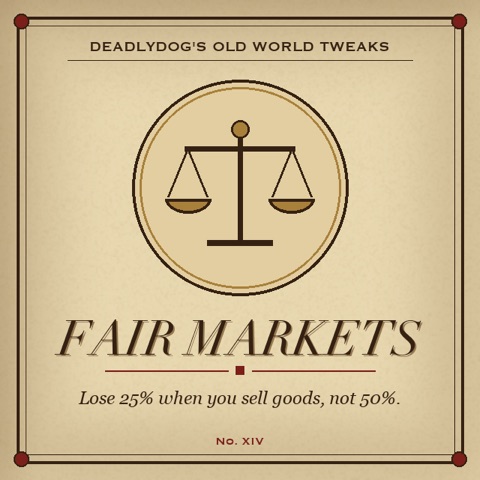 DEADLYDOG'S OLD WORLD TWEAKS
FAIR MARKETS
Lose 25% when you sell goods, not 50%.
No. XIV